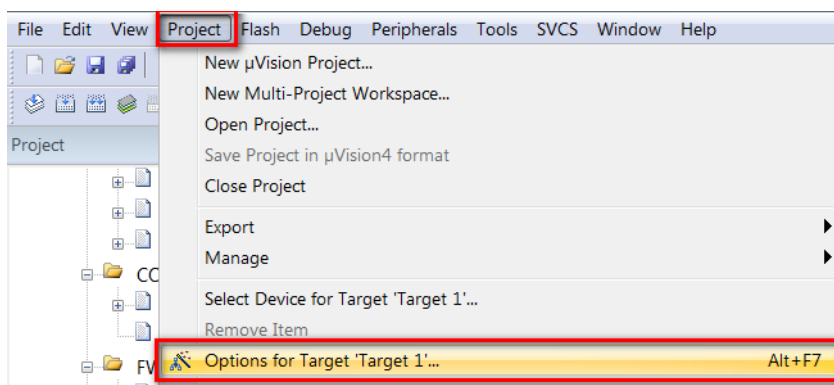 File Edit View Project Flash Debug Peripherals Tools SVCS Window Help
New µVision Project...
New Multi-Project Workspace...
Open Project...
Project
Save Project in µVision4 format
Close Project
Export
Manage
CO
Select Device for Target 'Target 1'...
Remove Item
FW
Options for Target 'Target 1'... Alt+F7